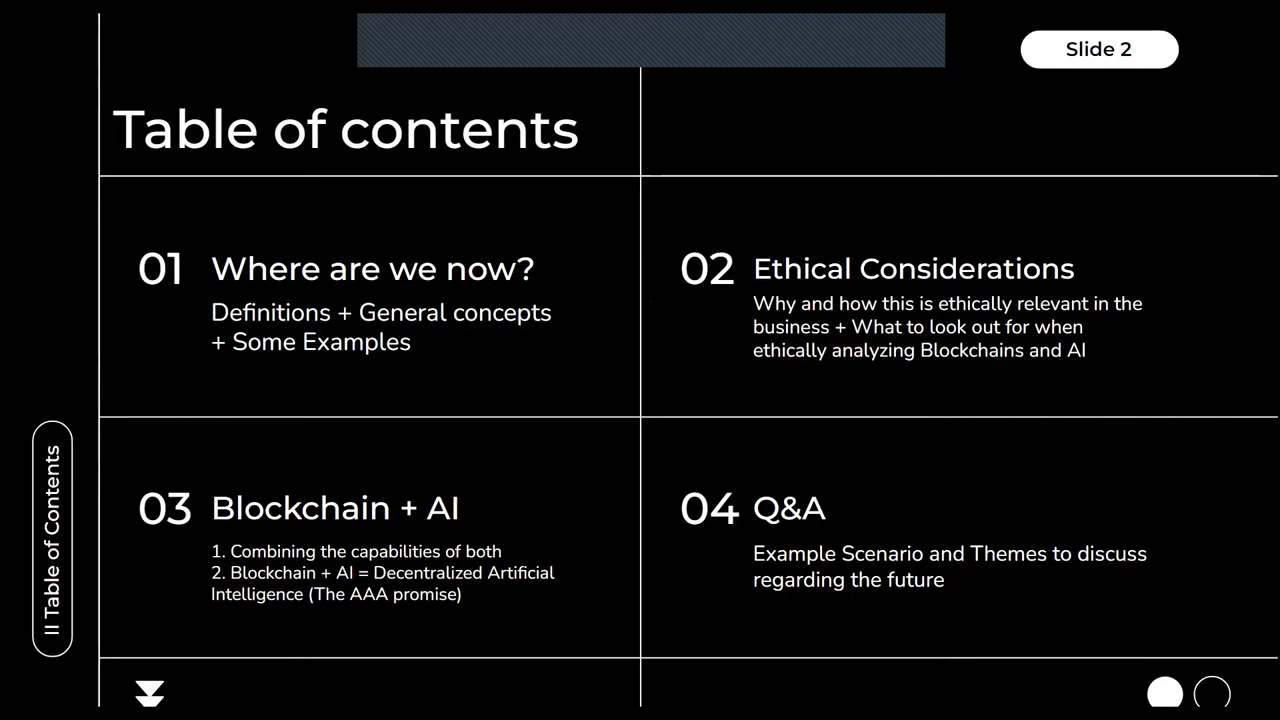 Slide 2
Table of contents
01
Where are we now?
Definitions + General concepts
+ Some Examples
02
Ethical Considerations
Why and how this is ethically relevant in the
business + What to look out for when
ethically analyzing Blockchains and AI
03
Blockchain + AI
1. Combining the capabilities of both
2. Blockchain + AI = Decentralized Artificial
Intelligence (The AAA promise)
04
Q&A
Example Scenario and Themes to discuss
regarding the future
II Table of Contents